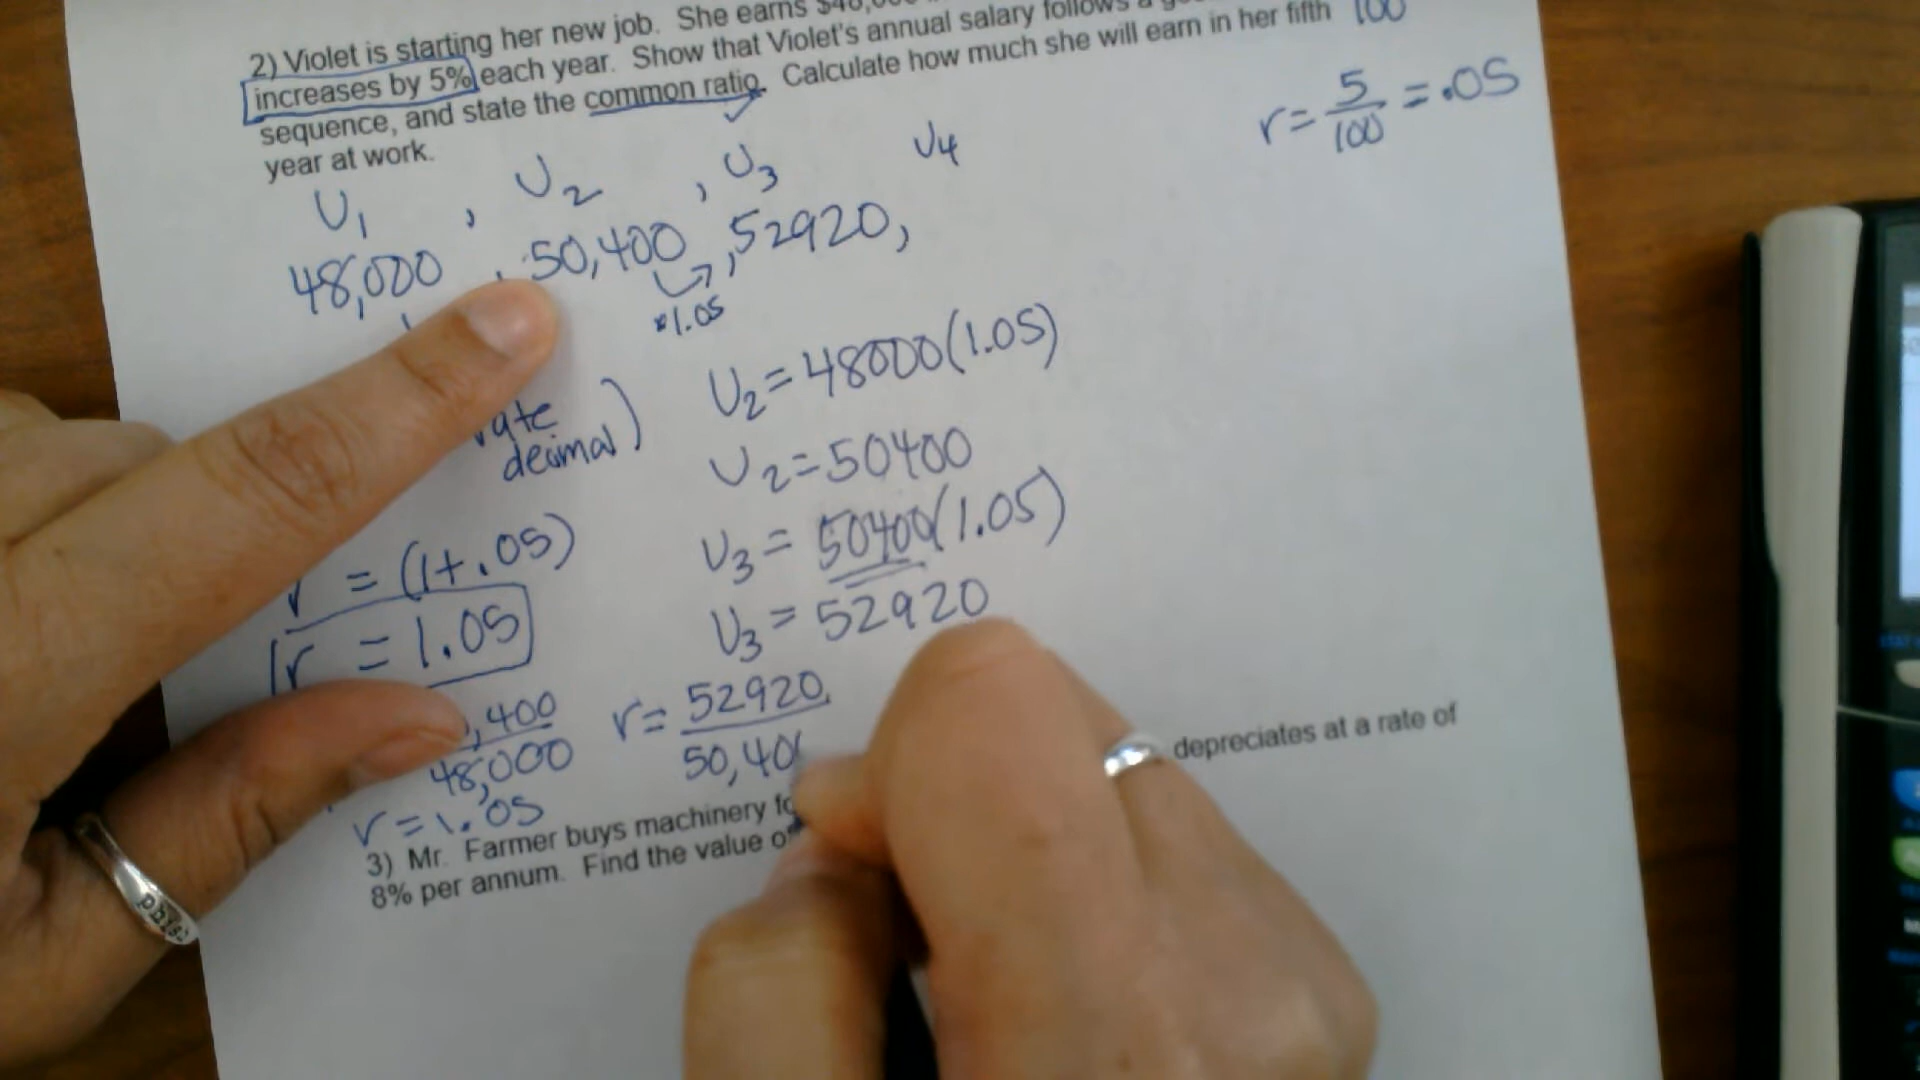 2) Violet is starting her new job. She earns $48,000
increases by 5% each year. Show that Violet's annual salary follows a
sequence, and state the common ratio. Calculate how much she will earn in her fifth
year at work.
100
r = 5/100 = .05
U1 , U2 , U3 U4
48,000 , 50,400 , 52920,
*1.05
rate
decimal)
U2 = 48000(1.05)
U2 = 50400
U3 = 50400(1.05)
U3 = 52920
r = (1+.05)
r = 1.05
,400
48,000
r = 1.05
r = 52920
50,40
3) Mr. Farmer buys machinery depreciates at a rate of
8% per annum. Find the value